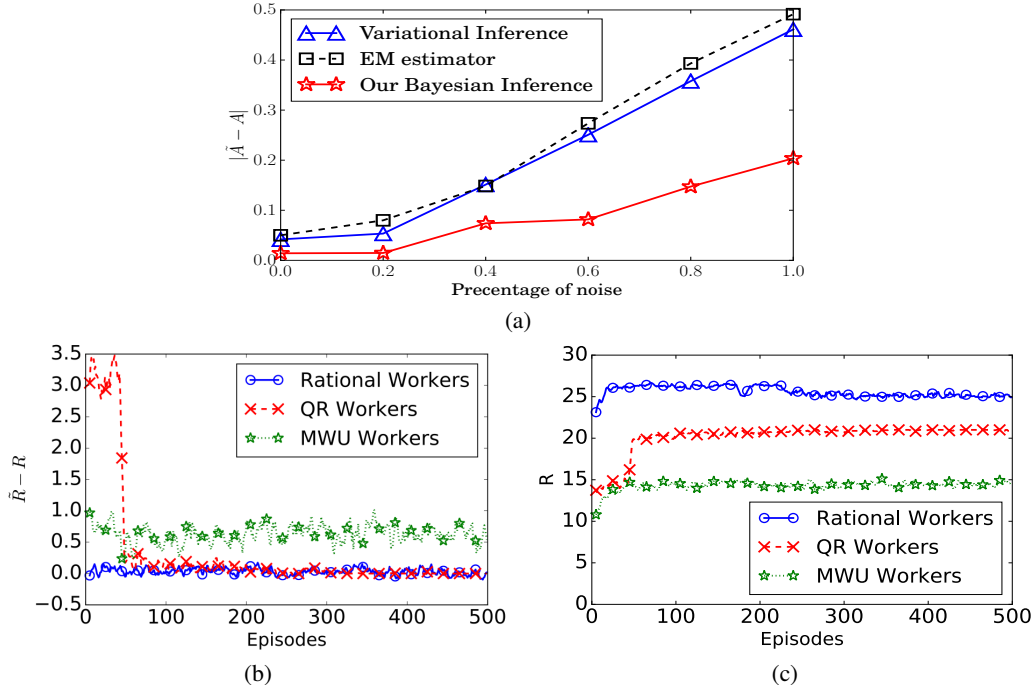 0.5
0.4
0.3
0.2
0.1
0.0
|Ã − A|
Variational Inference
EM estimator
Our Bayesian Inference
0.0 0.2 0.4 0.6 0.8 1.0
Precentage of noise
(a)
3.5
3.0
2.5
2.0
1.5
1.0
0.5
0.0
−0.5
R̃ − R
Rational Workers
QR Workers
MWU Workers
0 100 200 300 400 500
Episodes
(b)
30
25
20
15
10
5
0
R
Rational Workers
QR Workers
MWU Workers
0 100 200 300 400 500
Episodes
(c)